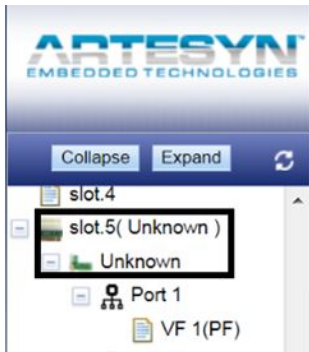 ARTESYN
EMBEDDED TECHNOLOGIES
Collapse Expand
slot.4
slot.5( Unknown )
Unknown
Port 1
VF 1(PF)